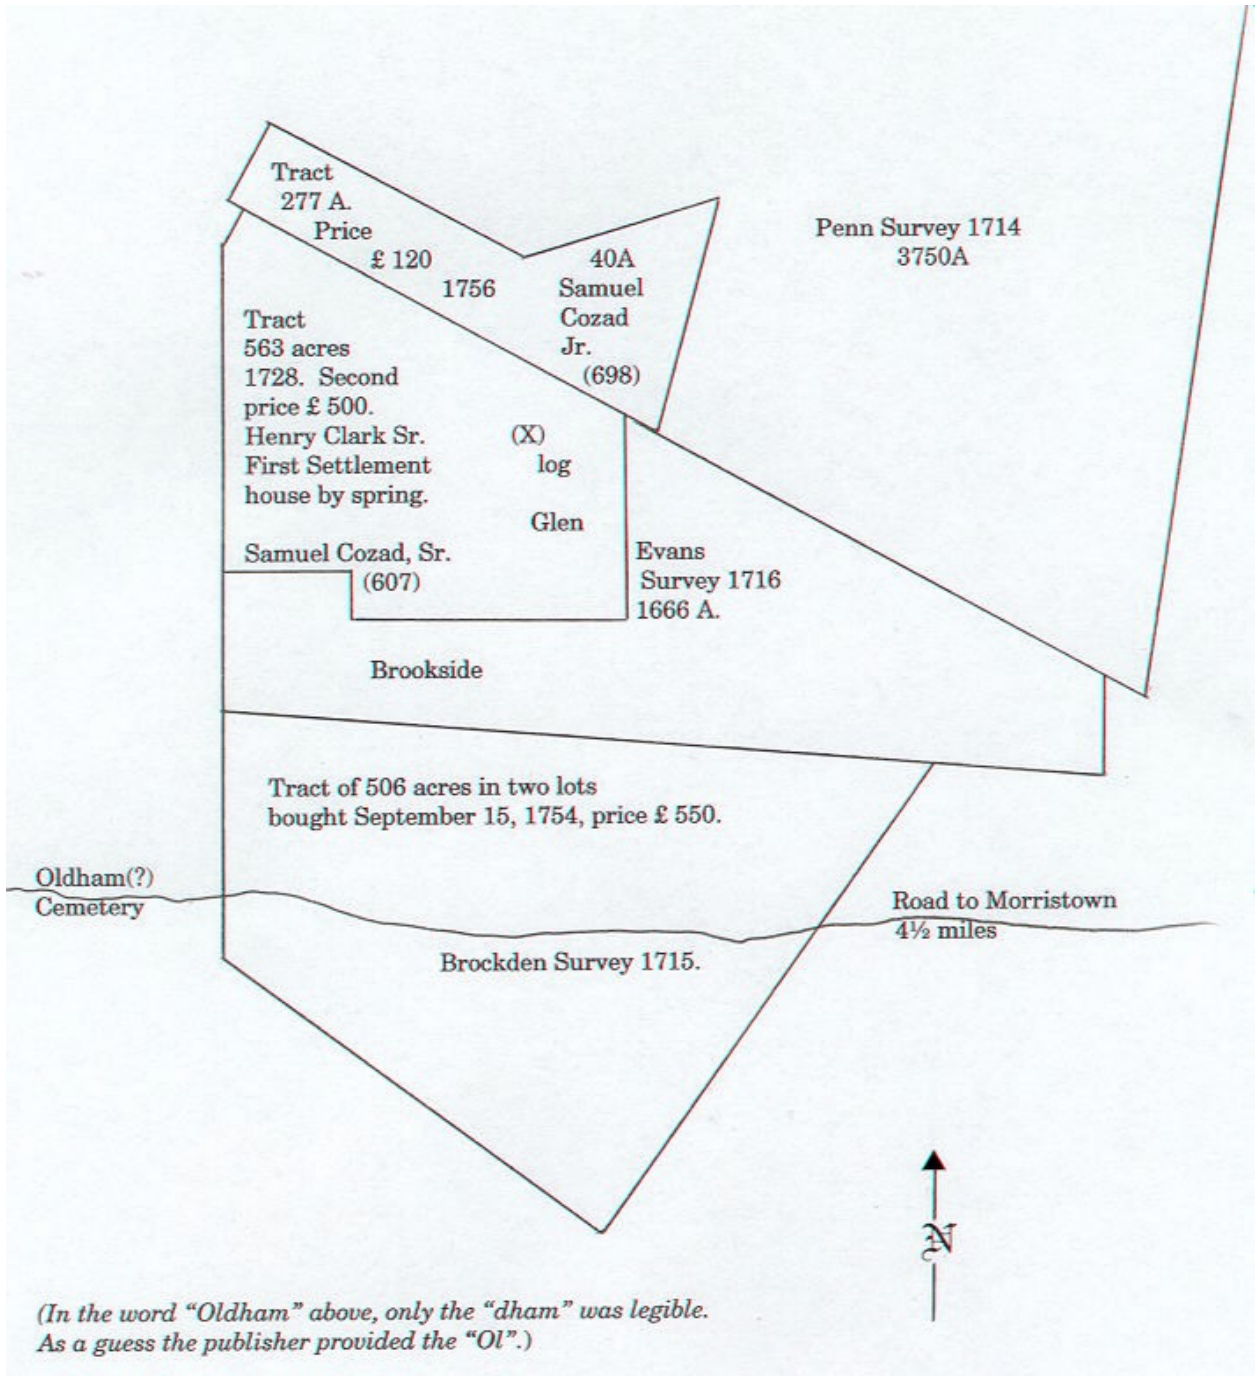 Tract
277 A.
Price
£ 120
1756
40A
Samuel
Cozad
Jr.
(698)
Penn Survey 1714
3750A
Tract
563 acres
1728. Second
price £ 500.
Henry Clark Sr.
First Settlement
house by spring.
(X)
log
Glen
Samuel Cozad, Sr.
(607)
Evans
Survey 1716
1666 A.
Brookside
Tract of 506 acres in two lots
bought September 15, 1754, price £ 550.
Oldham(?)
Cemetery
Road to Morristown
4½ miles
Brockden Survey 1715.
N
(In the word “Oldham” above, only the “dham” was legible.
As a guess the publisher provided the “Ol”.)